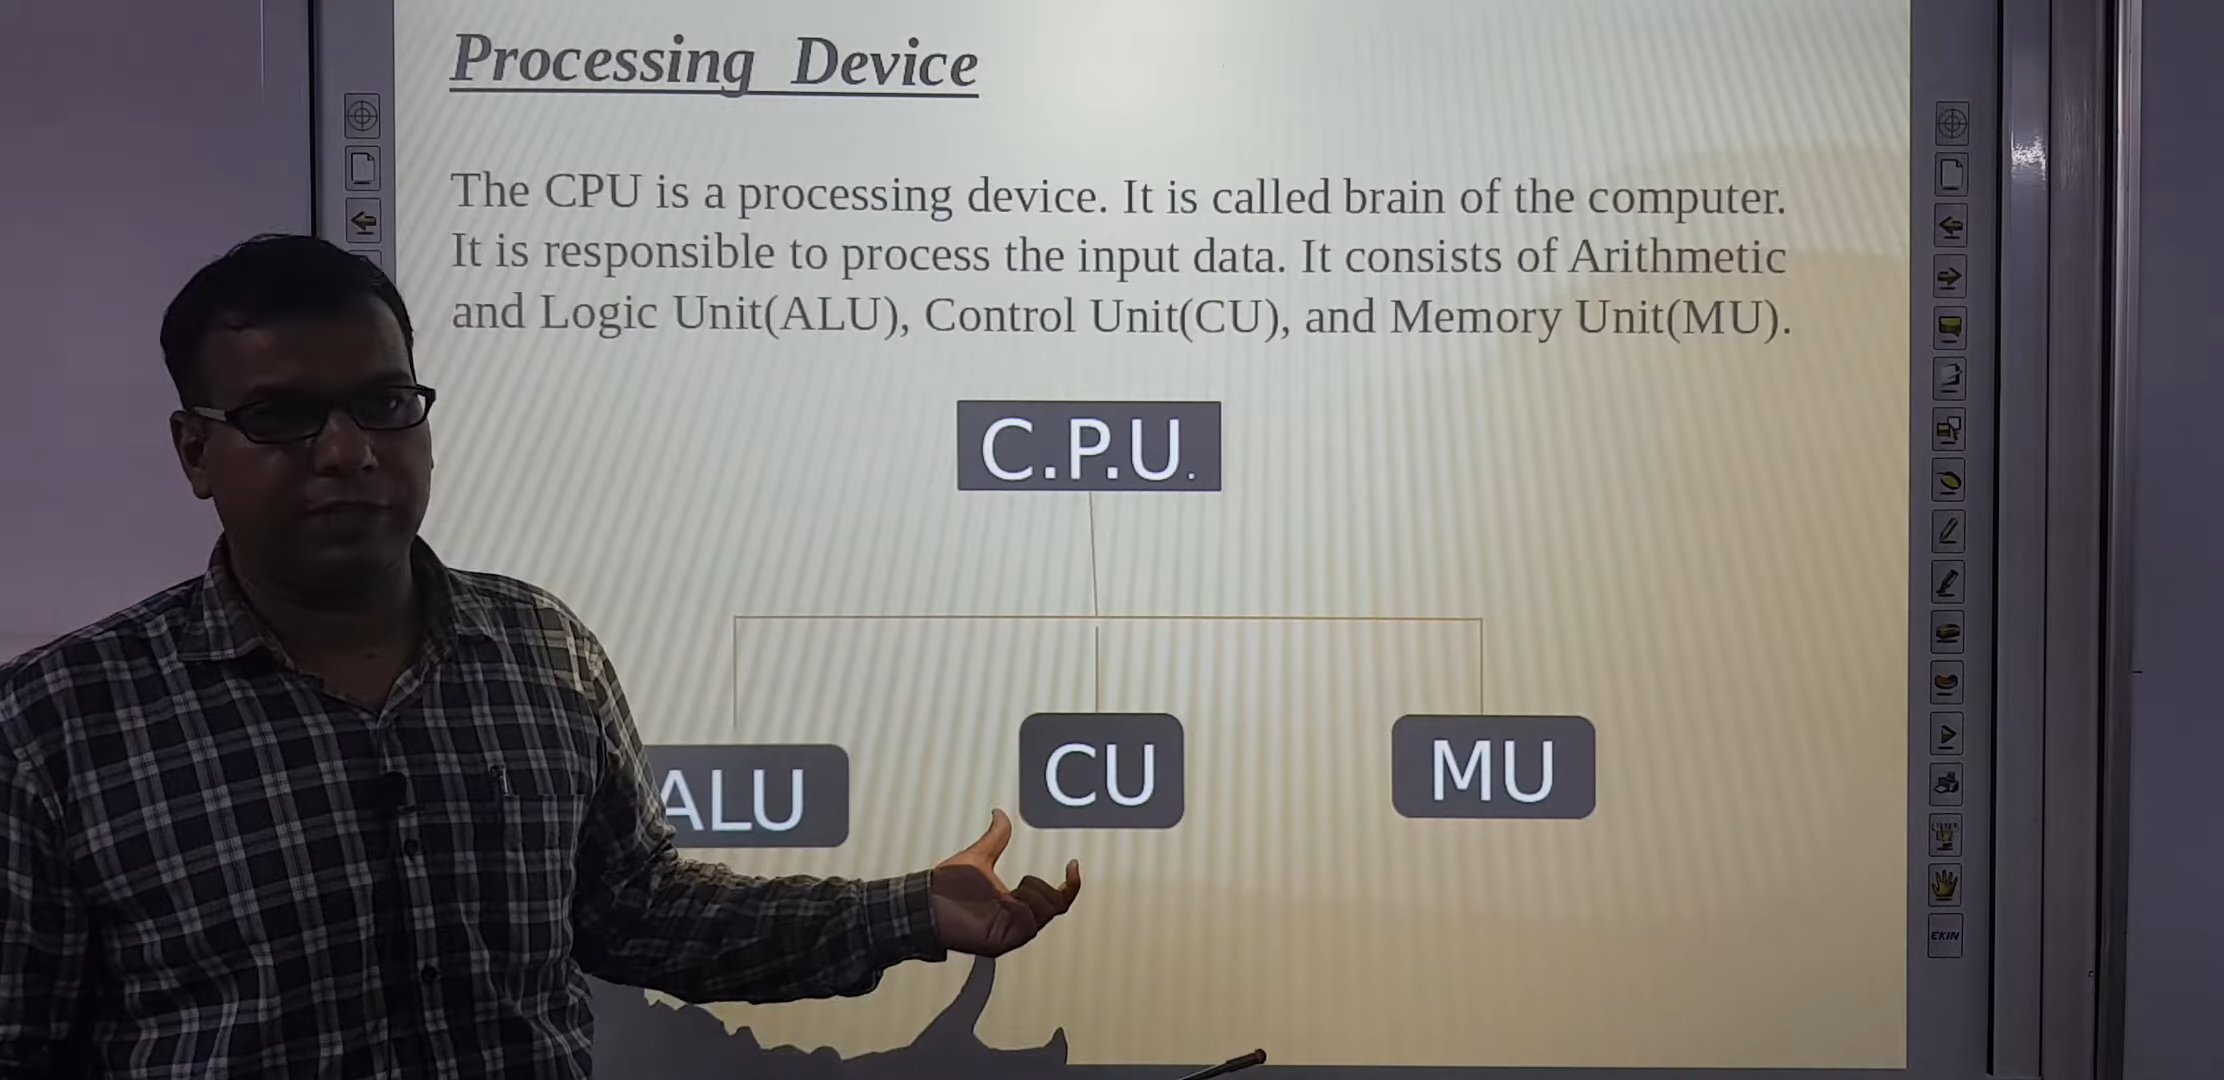 Processing Device
The CPU is a processing device. It is called brain of the computer.
It is responsible to process the input data. It consists of Arithmetic
and Logic Unit(ALU), Control Unit(CU), and Memory Unit(MU).
C.P.U.
ALU
CU
MU
EKIN